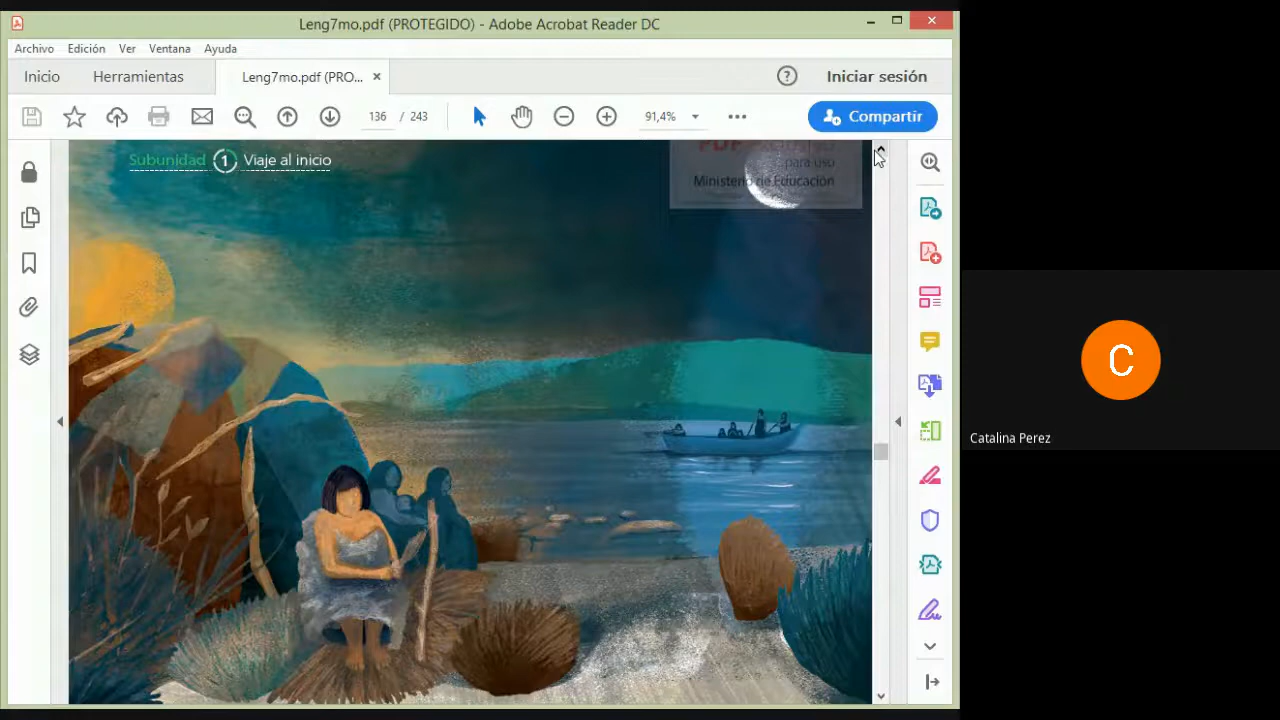 Leng7mo.pdf (PROTEGIDO) - Adobe Acrobat Reader DC
Archivo Edición Ver Ventana Ayuda
Inicio Herramientas Leng7mo.pdf (PRO... × Iniciar sesión
136 / 243 91,4% Compartir
Subunidad 1 Viaje al inicio
para uso
Ministerio de Educación
C
Catalina Perez